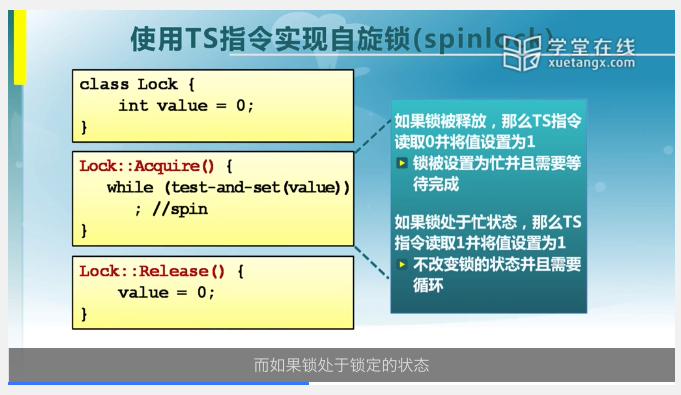 使用TS指令实现自旋锁(spinlock)
学堂在线
xuetangx.com
class Lock {
int value = 0;
}
Lock::Acquire() {
while (test-and-set(value))
; //spin
}
Lock::Release() {
value = 0;
}
如果锁被释放，那么TS指令
读取0并将值设置为1
锁被设置为忙并且需要等
待完成
如果锁处于忙状态，那么TS
指令读取1并将值设置为1
不改变锁的状态并且需要
循环
而如果锁处于锁定的状态